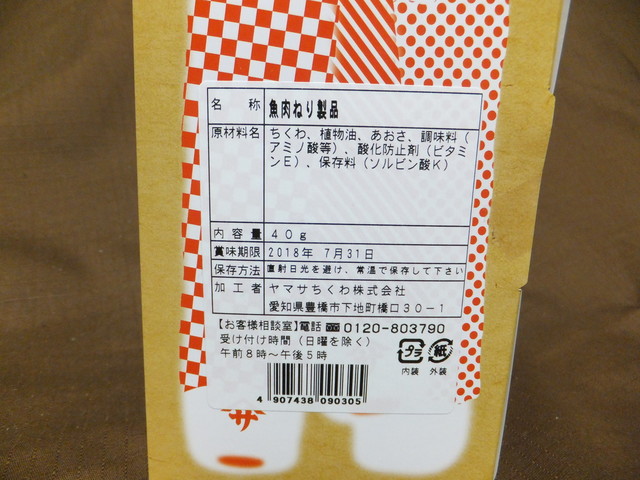 名称 魚肉ねり製品
原材料名 ちくわ、植物油、あおさ、調味料(
アミノ酸等)、酸化防止剤(ビタミ
ンE)、保存料(ソルビン酸K)
内容量 40g
賞味期限 2018年 7月31日
保存方法 直射日光を避け、常温で保存して下さい
加工者 ヤマサちくわ株式会社
愛知県豊橋市下地町橋口30-1
【お客様相談室】電話 0120-803790
受け付け時間(日曜を除く)
午前8時~午後5時
プラ 紙
内装 外装
4 907438 090305
サ